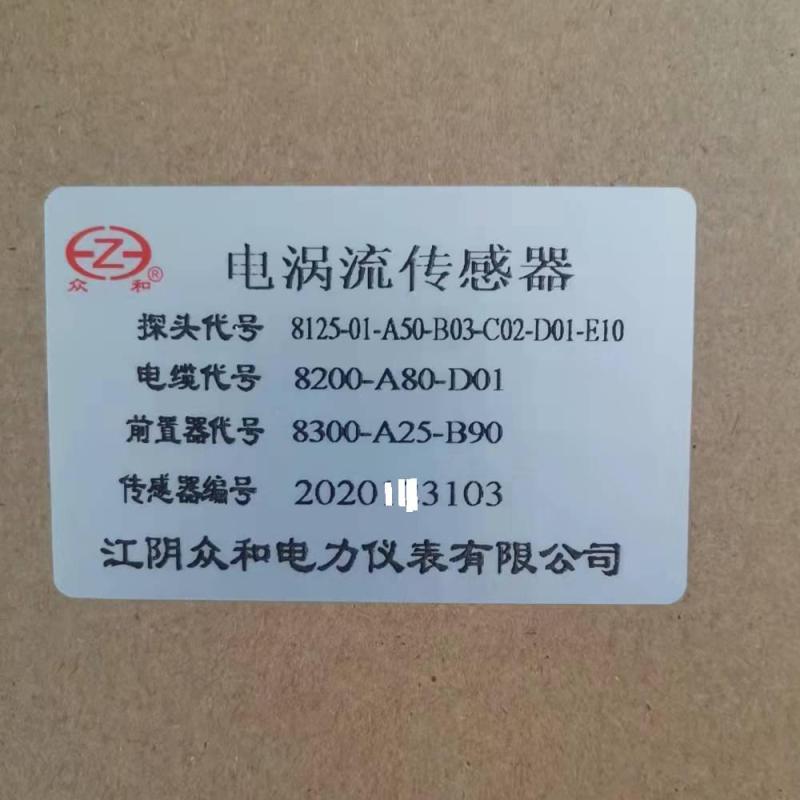 Z
®
众和
电涡流传感器
探头代号 8125-01-A50-B03-C02-D01-E10
电缆代号 8200-A80-D01
前置器代号 8300-A25-B90
传感器编号
江阴众和电力仪表有限公司